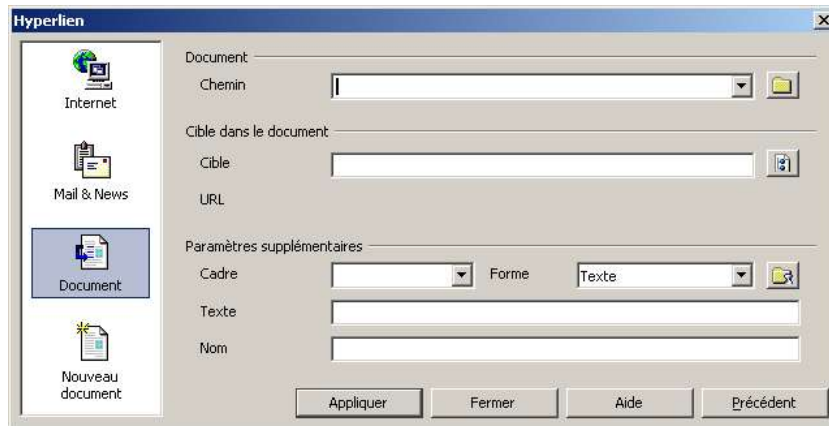 Hyperlien
Internet
Mail & News
Document
Nouveau
document
Document
Chemin
Cible dans le document
Cible
URL
Paramètres supplémentaires
Cadre
Forme
Texte
Texte
Nom
Appliquer
Fermer
Aide
Précédent